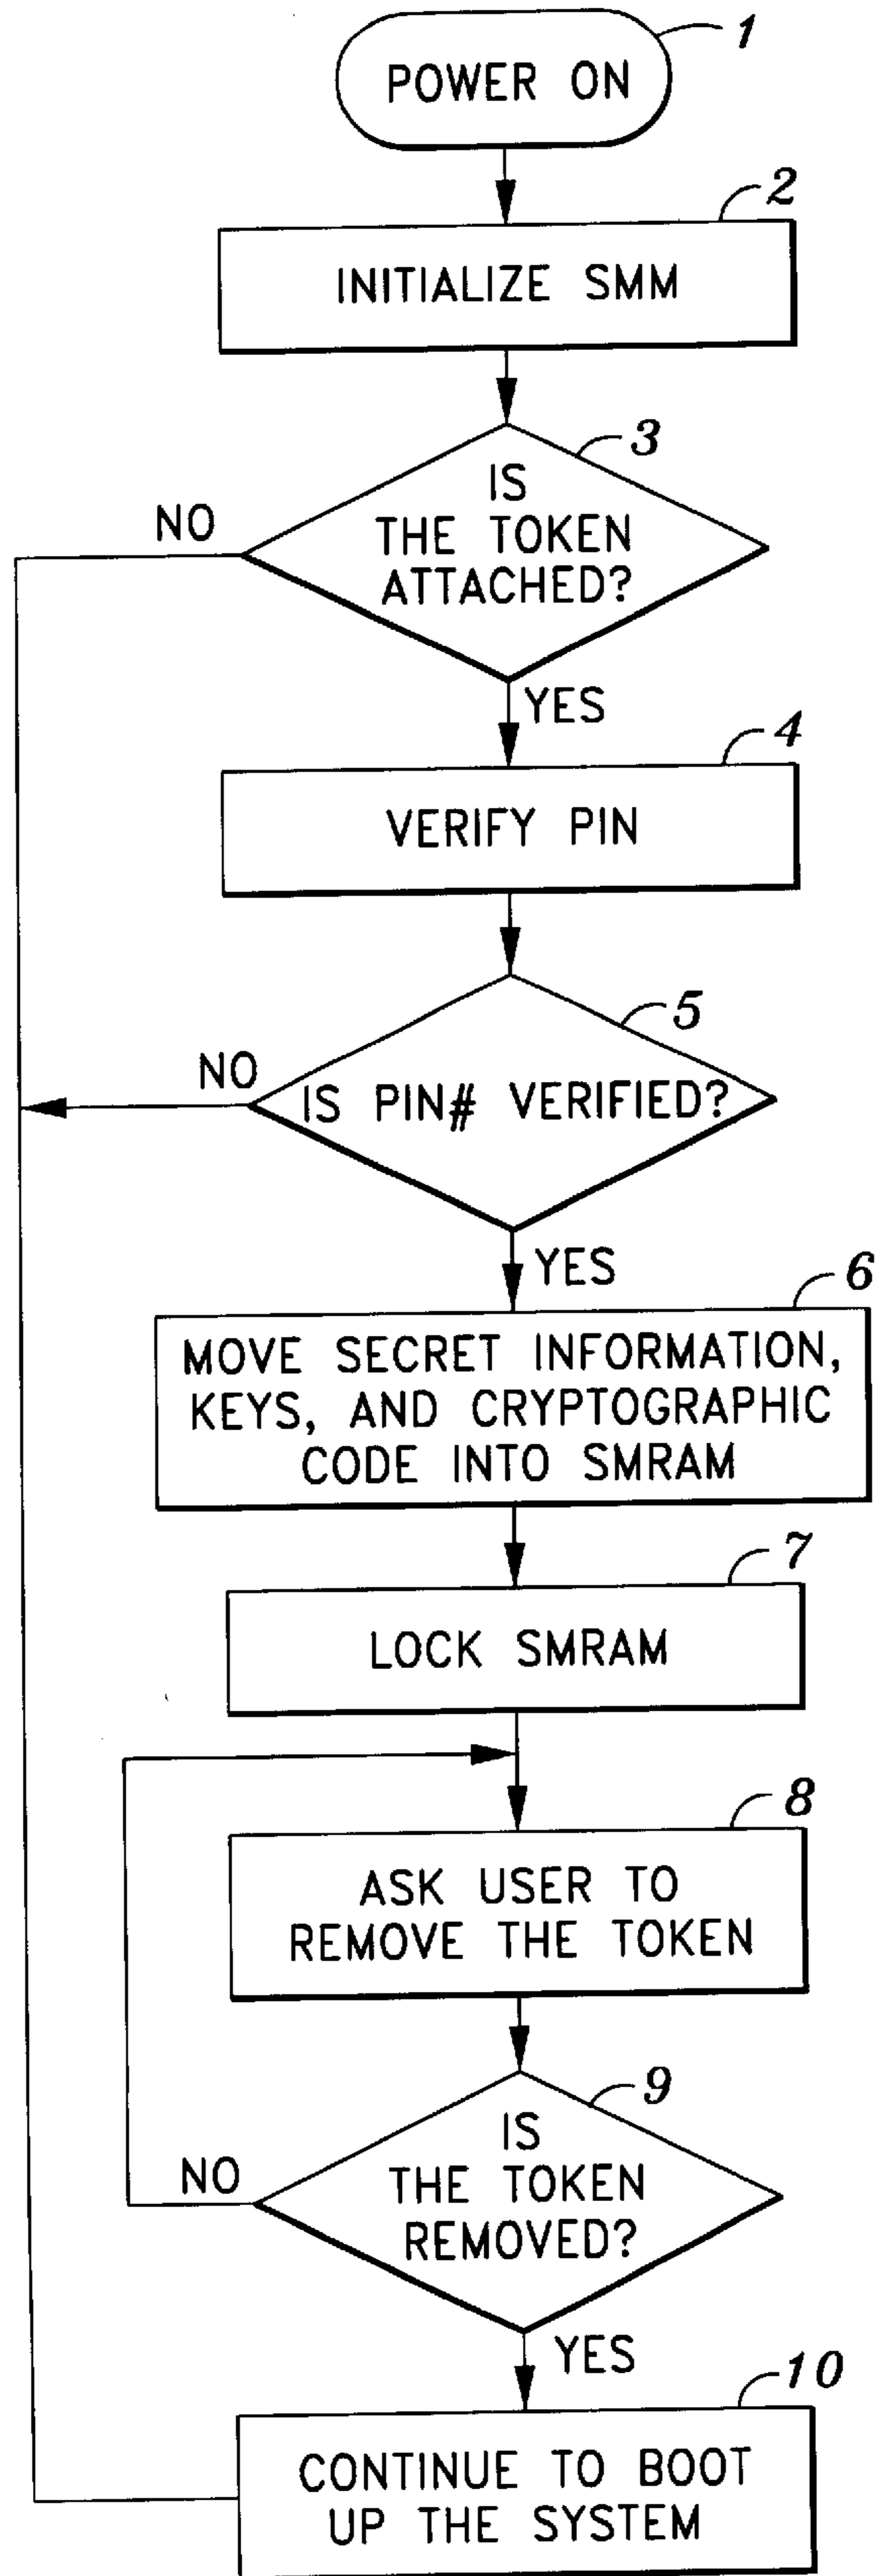 1
POWER ON
2
INITIALIZE SMM
3
IS
THE TOKEN
ATTACHED?
NO
YES
4
VERIFY PIN
5
NO
IS PIN# VERIFIED?
YES
6
MOVE SECRET INFORMATION,
KEYS, AND CRYPTOGRAPHIC
CODE INTO SMRAM
7
LOCK SMRAM
8
ASK USER TO
REMOVE THE TOKEN
9
IS
THE TOKEN
REMOVED?
NO
YES
10
CONTINUE TO BOOT
UP THE SYSTEM